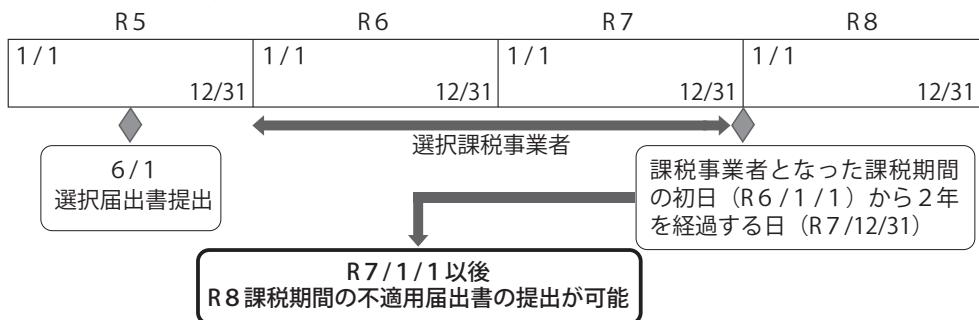 R5 R6 R7 R8
1/1 1/1 1/1 1/1
12/31 12/31 12/31 12/31
選択課税事業者
6/1
選択届出書提出
課税事業者となった課税期間
の初日（R6/1/1）から2年
を経過する日（R7/12/31）
R7/1/1以後
R8課税期間の不適用届出書の提出が可能